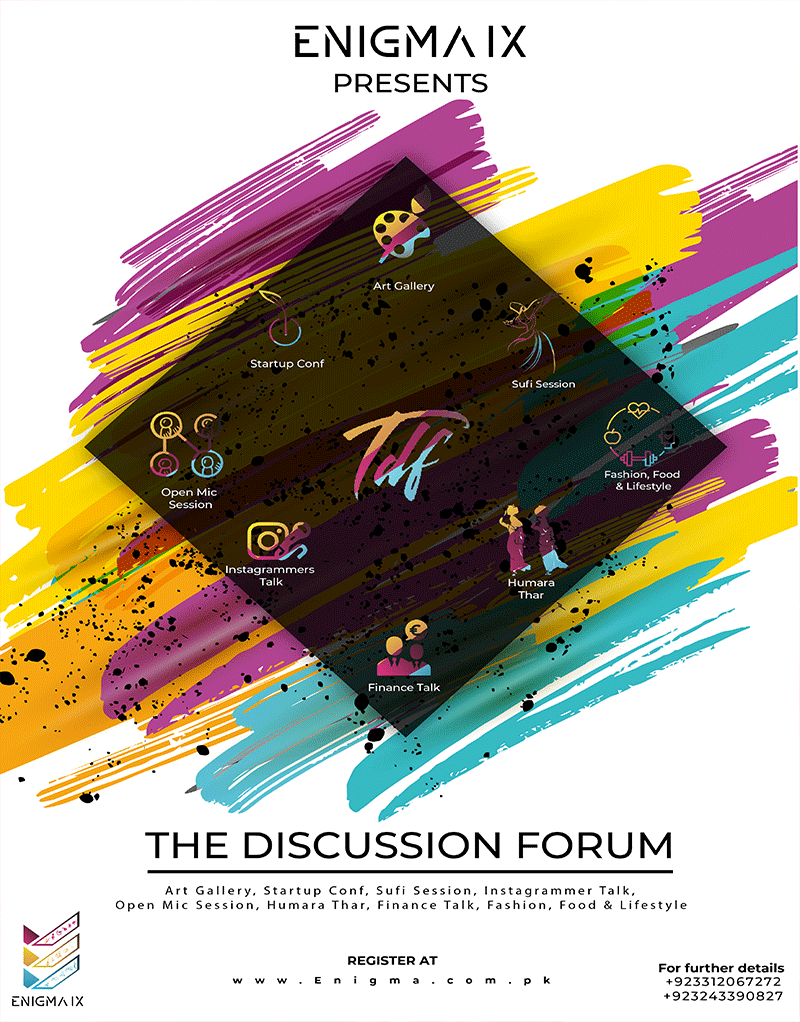 ENIGMA IX
PRESENTS
Art Gallery
Startup Conf
Sufi Session
Open Mic
Session
Tdf
Fashion, Food
& Lifestyle
Instagrammers
Talk
Humara
Thar
Finance Talk
THE DISCUSSION FORUM
Art Gallery, Startup Conf, Sufi Session, Instagrammer Talk,
Open Mic Session, Humara Thar, Finance Talk, Fashion, Food & Lifestyle
REGISTER AT
www.Enigma.com.pk
For further details
+923312067272
+923243390827
ENIGMA IX